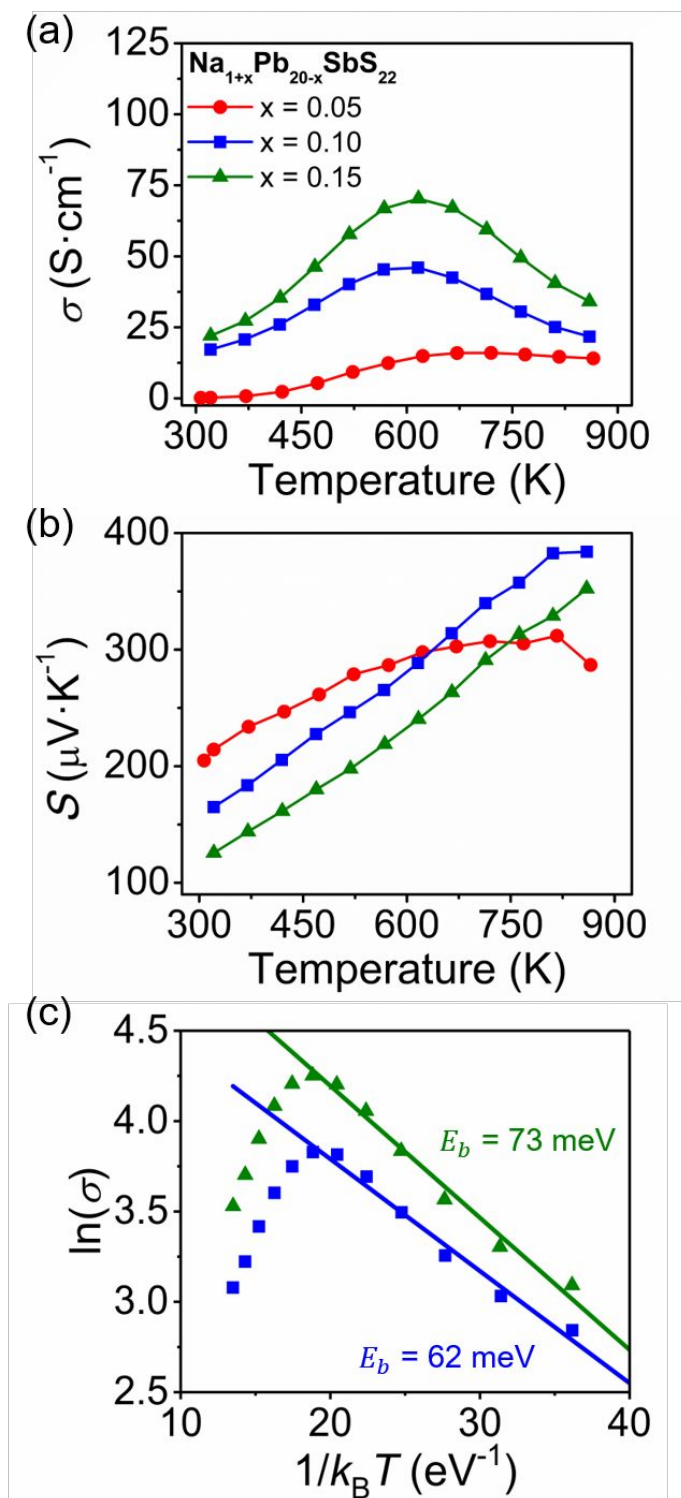 (a)
125
100
75
50
25
0
σ (S·cm⁻¹)
Na₁₊ₓPb₂₀₋ₓSbS₂₂
x = 0.05
x = 0.10
x = 0.15
300 450 600 750 900
Temperature (K)
(b)
400
300
200
100
S (μV·K⁻¹)
300 450 600 750 900
Temperature (K)
(c)
4.5
4.0
3.5
3.0
2.5
ln(σ)
E_b = 73 meV
E_b = 62 meV
10 20 30 40
1/k_BT (eV⁻¹)